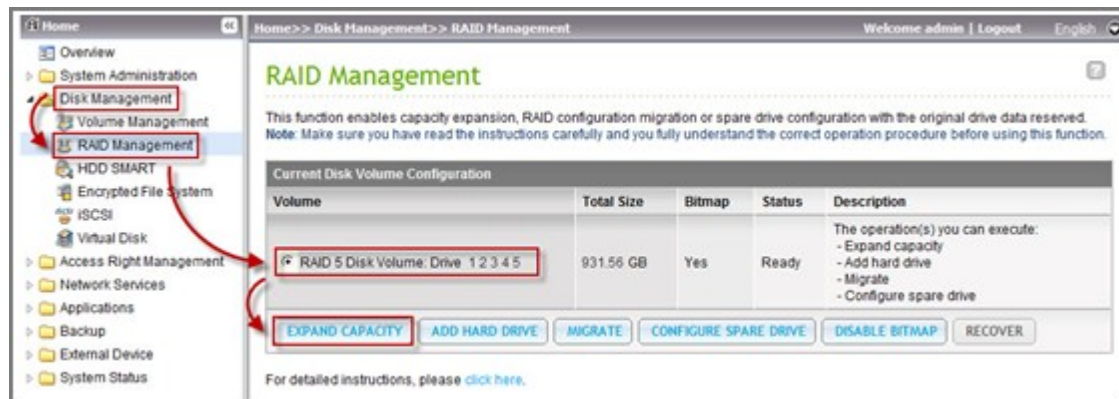 Home
Home>> Disk Management>> RAID Management
Welcome admin | Logout
English
Overview
System Administration
Disk Management
Volume Management
RAID Management
HDD SMART
Encrypted File System
iSCSI
Virtual Disk
Access Right Management
Network Services
Applications
Backup
External Device
System Status
RAID Management
This function enables capacity expansion, RAID configuration migration or spare drive configuration with the original drive data reserved.
Note: Make sure you have read the instructions carefully and you fully understand the correct operation procedure before using this function.
Current Disk Volume Configuration
Volume Total Size Bitmap Status Description
RAID 5 Disk Volume: Drive 1 2 3 4 5 931.56 GB Yes Ready
The operation(s) you can execute:
- Expand capacity
- Add hard drive
- Migrate
- Configure spare drive
EXPAND CAPACITY ADD HARD DRIVE MIGRATE CONFIGURE SPARE DRIVE DISABLE BITMAP RECOVER
For detailed instructions, please click here.